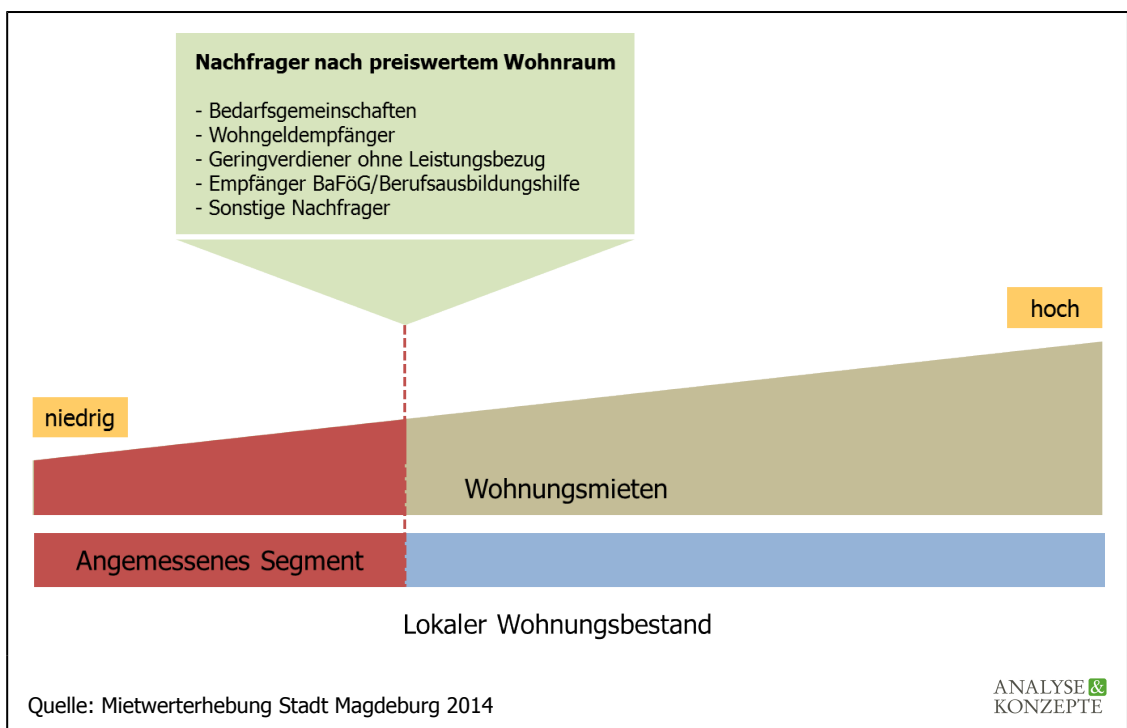 Nachfrager nach preiswertem Wohnraum
- Bedarfsgemeinschaften
- Wohngeldempfänger
- Geringverdiener ohne Leistungsbezug
- Empfänger BaFöG/Berufsausbildungshilfe
- Sonstige Nachfrager
hoch
niedrig
Wohnungsmieten
Angemessenes Segment
Lokaler Wohnungsbestand
Quelle: Mietwerterhebung Stadt Magdeburg 2014
ANALYSE &
KONZEPTE